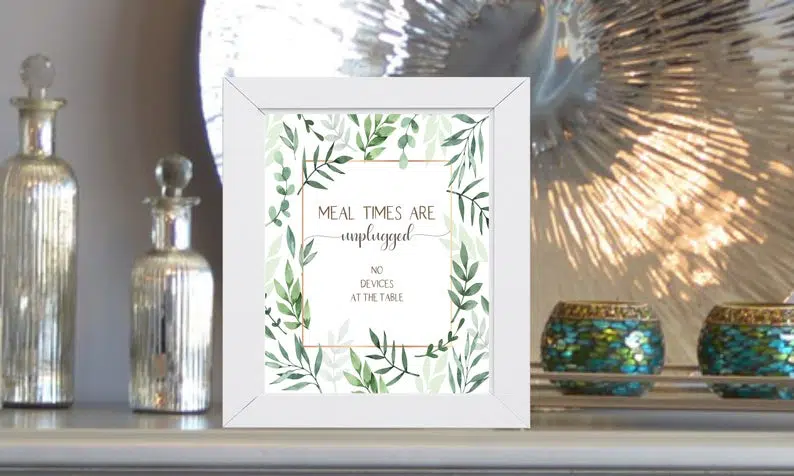 MEAL TIMES ARE
unplugged
NO
DEVICES
AT THE TABLE